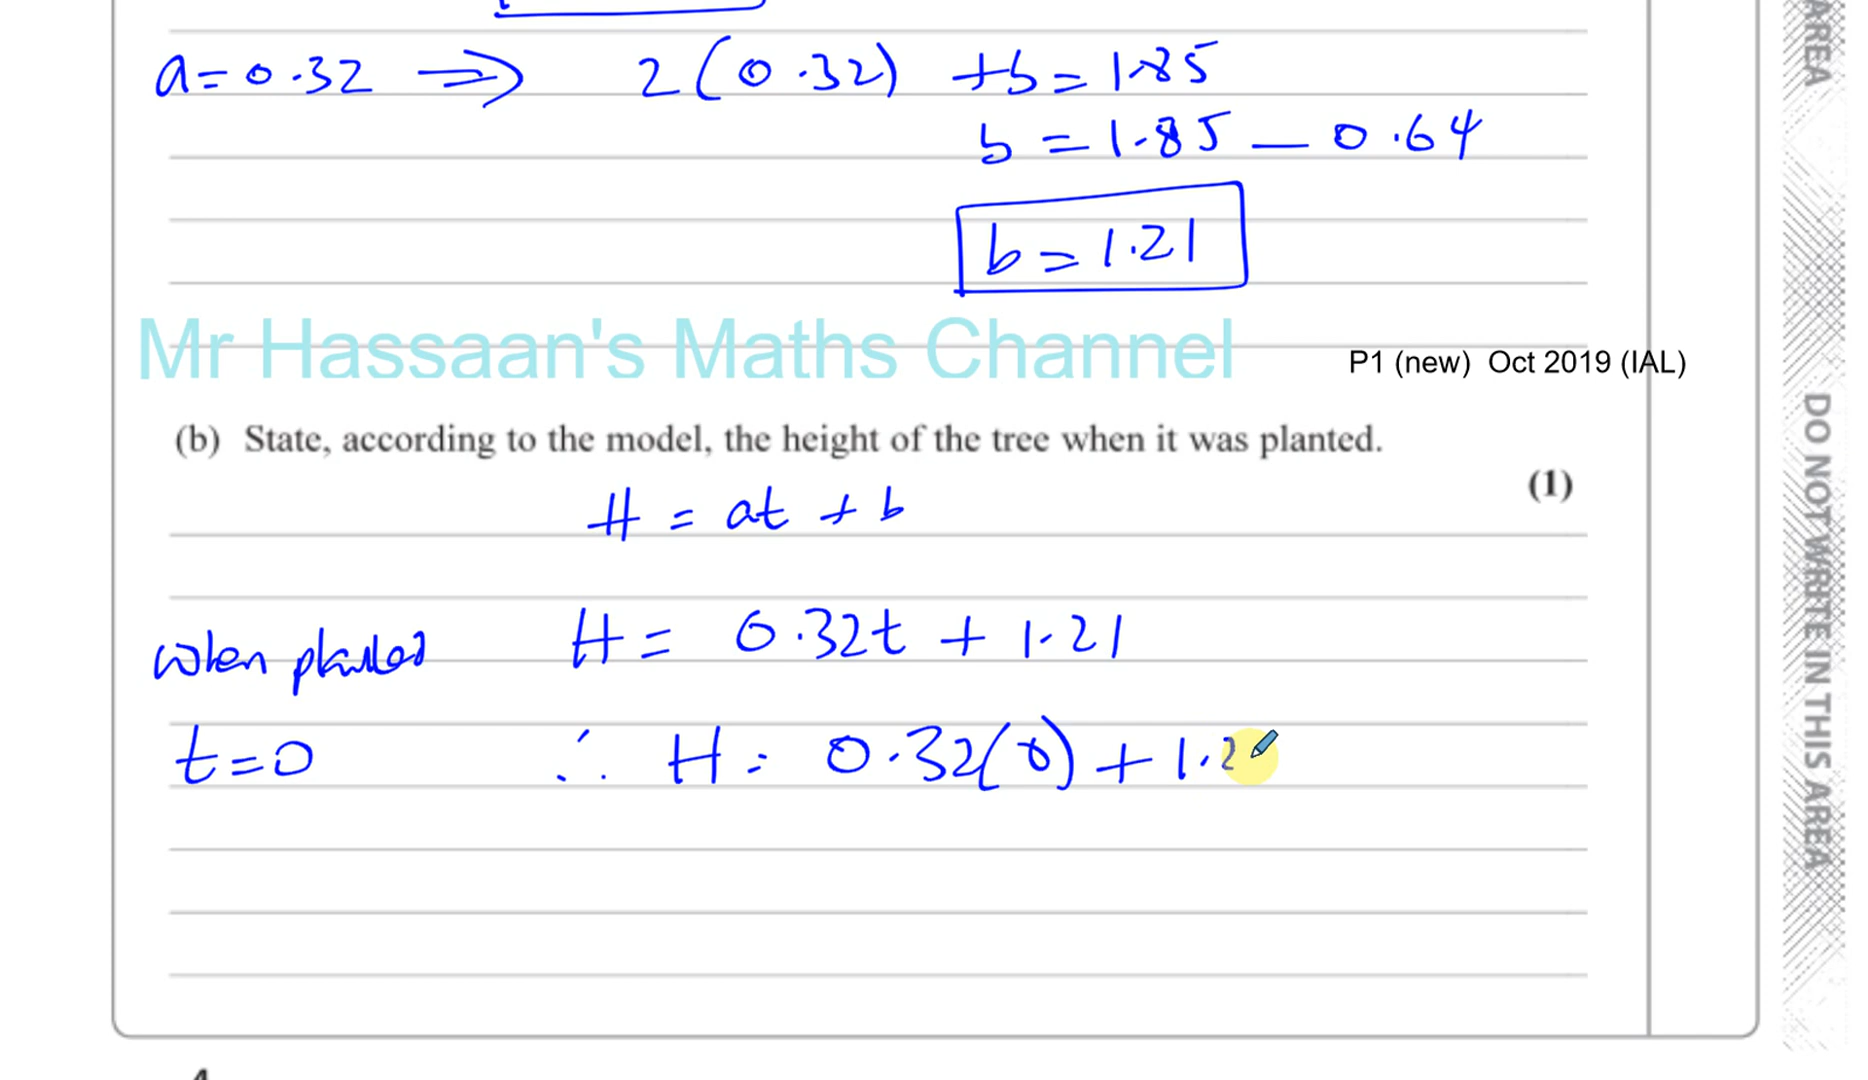 a = 0.32 ⇒ 2(0.32) + b = 1.85
b = 1.85 – 0.64
b = 1.21
Mr Hassaan's Maths Channel
P1 (new) Oct 2019 (IAL)
(b) State, according to the model, the height of the tree when it was planted.
(1)
H = at + b
when planted H = 0.32t + 1.21
t = 0 ∴ H = 0.32(0) + 1.2
AREA
DO NOT WRITE IN THIS AREA